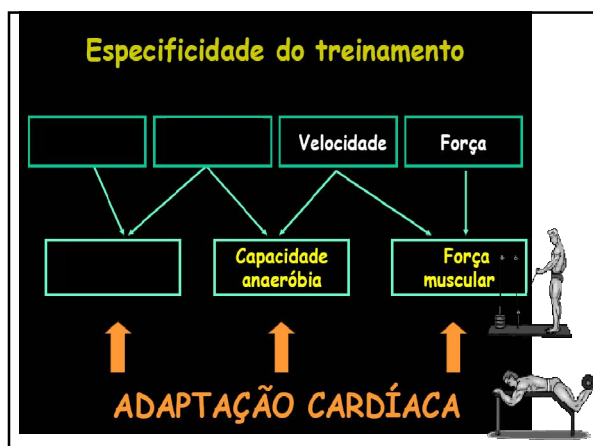 Especificidade do treinamento
Velocidade
Força
Capacidade
anaeróbia
Força
muscular
ADAPTAÇÃO CARDÍACA